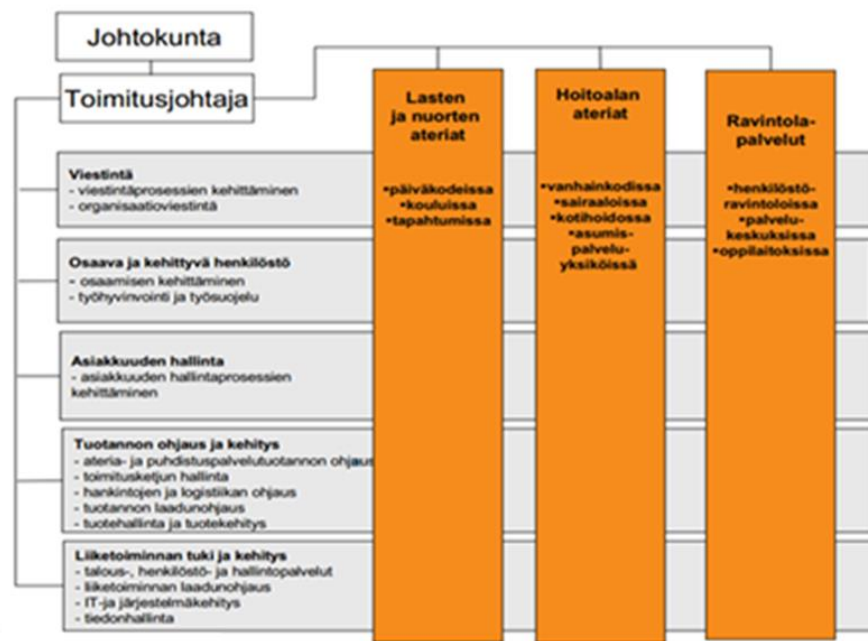 Johtokunta
Toimitusjohtaja
Lasten
ja nuorten
ateriat
▪päiväkodeissa
▪kouluissa
▪tapahtumissa
Hoitoalan
ateriat
▪vanhainkodissa
▪sairaaloissa
▪kotihoidossa
▪asumis-
palvelu-
yksiköissä
Ravintola-
palvelut
▪henkilöstö-
ravintoloissa
▪palvelu-
keskuksissa
▪oppilaitoksissa
Viestintä
- viestintäprosessien kehittäminen
- organisaatioviestintä
Osaava ja kehittyvä henkilöstö
- osaamisen kehittäminen
- työhyvinvointi ja työsuojelu
Asiakkuuden hallinta
- asiakkuuden hallintaprosessien
kehittäminen
Tuotannon ohjaus ja kehitys
- ateria- ja puhdistuspalvelutuotannon ohjaus
- toimitusketjun hallinta
- hankintojen ja logistiikan ohjaus
- tuotannon laadunohjaus
- tuotehallinta ja tuotekehitys
Liiketoiminnan tuki ja kehitys
- talous-, henkilöstö- ja hallintopalvelut
- liiketoiminnan laadunohjaus
- IT-ja järjestelmäkehitys
- tiedonhallinta